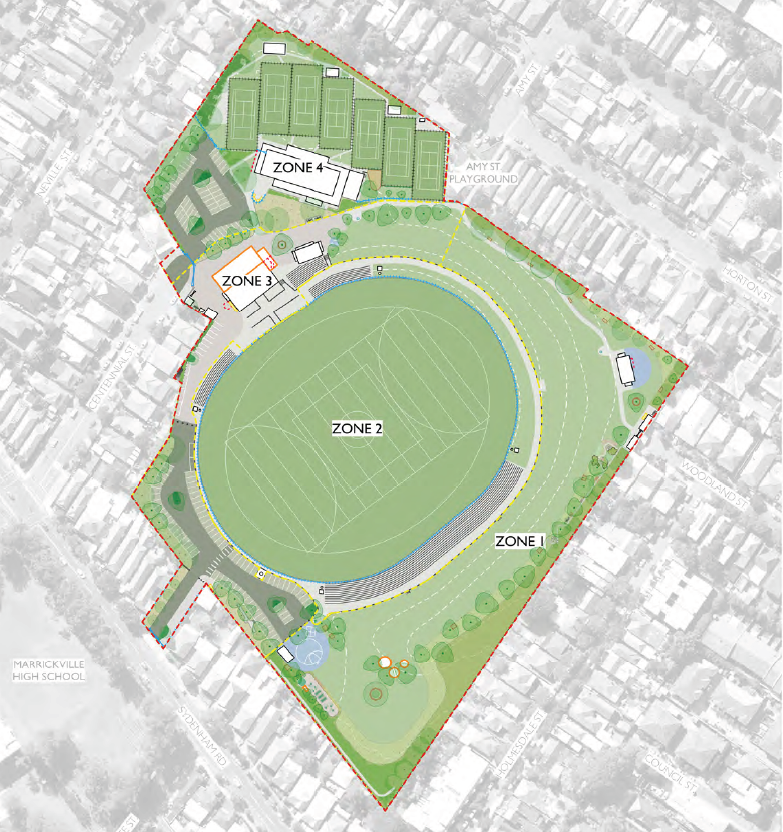 AMY ST
ZONE 4
AMY ST
PLAYGROUND
NEVILLE ST
NORTON ST
ZONE 3
CENTENNIAL ST
ZONE 2
WOODLAND ST
ZONE 1
MARRICKVILLE
HIGH SCHOOL
SYDENHAM RD
HOLMESDALE ST
COUNCIL ST